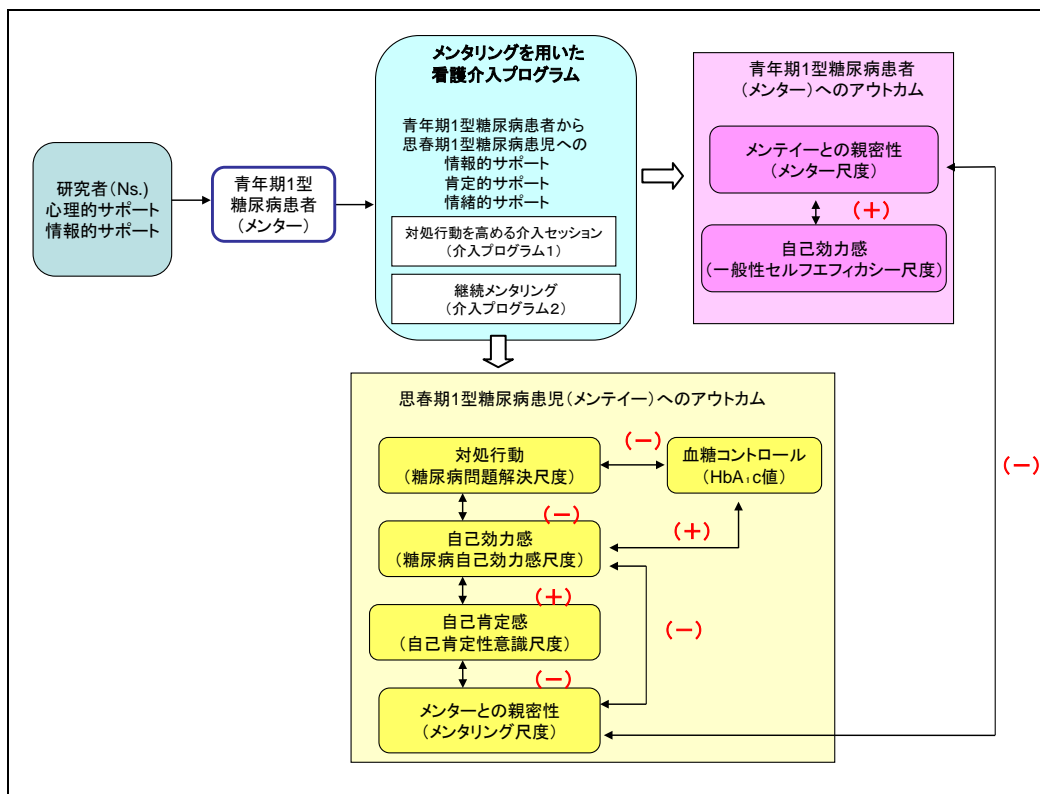 研究者(Ns.)
心理的サポート
情報的サポート
青年期1型
糖尿病患者
(メンター)
メンタリングを用いた
看護介入プログラム
青年期1型糖尿病患者から
思春期1型糖尿病患児への
情報的サポート
肯定的サポート
情緒的サポート
対処行動を高める介入セッション
(介入プログラム1)
継続メンタリング
(介入プログラム2)
青年期1型糖尿病患者
(メンター)へのアウトカム
メンテイーとの親密性
(メンター尺度)
(+)
自己効力感
(一般性セルフエフィカシー尺度)
(-)
思春期1型糖尿病患児(メンテイー)へのアウトカム
対処行動
(糖尿病問題解決尺度)
(-)
血糖コントロール
(HbA1c値)
(-)
自己効力感
(糖尿病自己効力感尺度)
(+)
(+)
自己肯定感
(自己肯定性意識尺度)
(-)
(-)
メンターとの親密性
(メンタリング尺度)